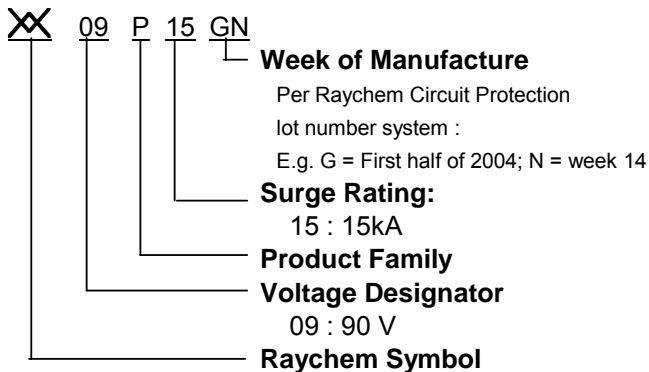 09 P 15 GN
Week of Manufacture
Per Raychem Circuit Protection
lot number system :
E.g. G = First half of 2004; N = week 14
Surge Rating:
15 : 15kA
Product Family
Voltage Designator
09 : 90 V
Raychem Symbol